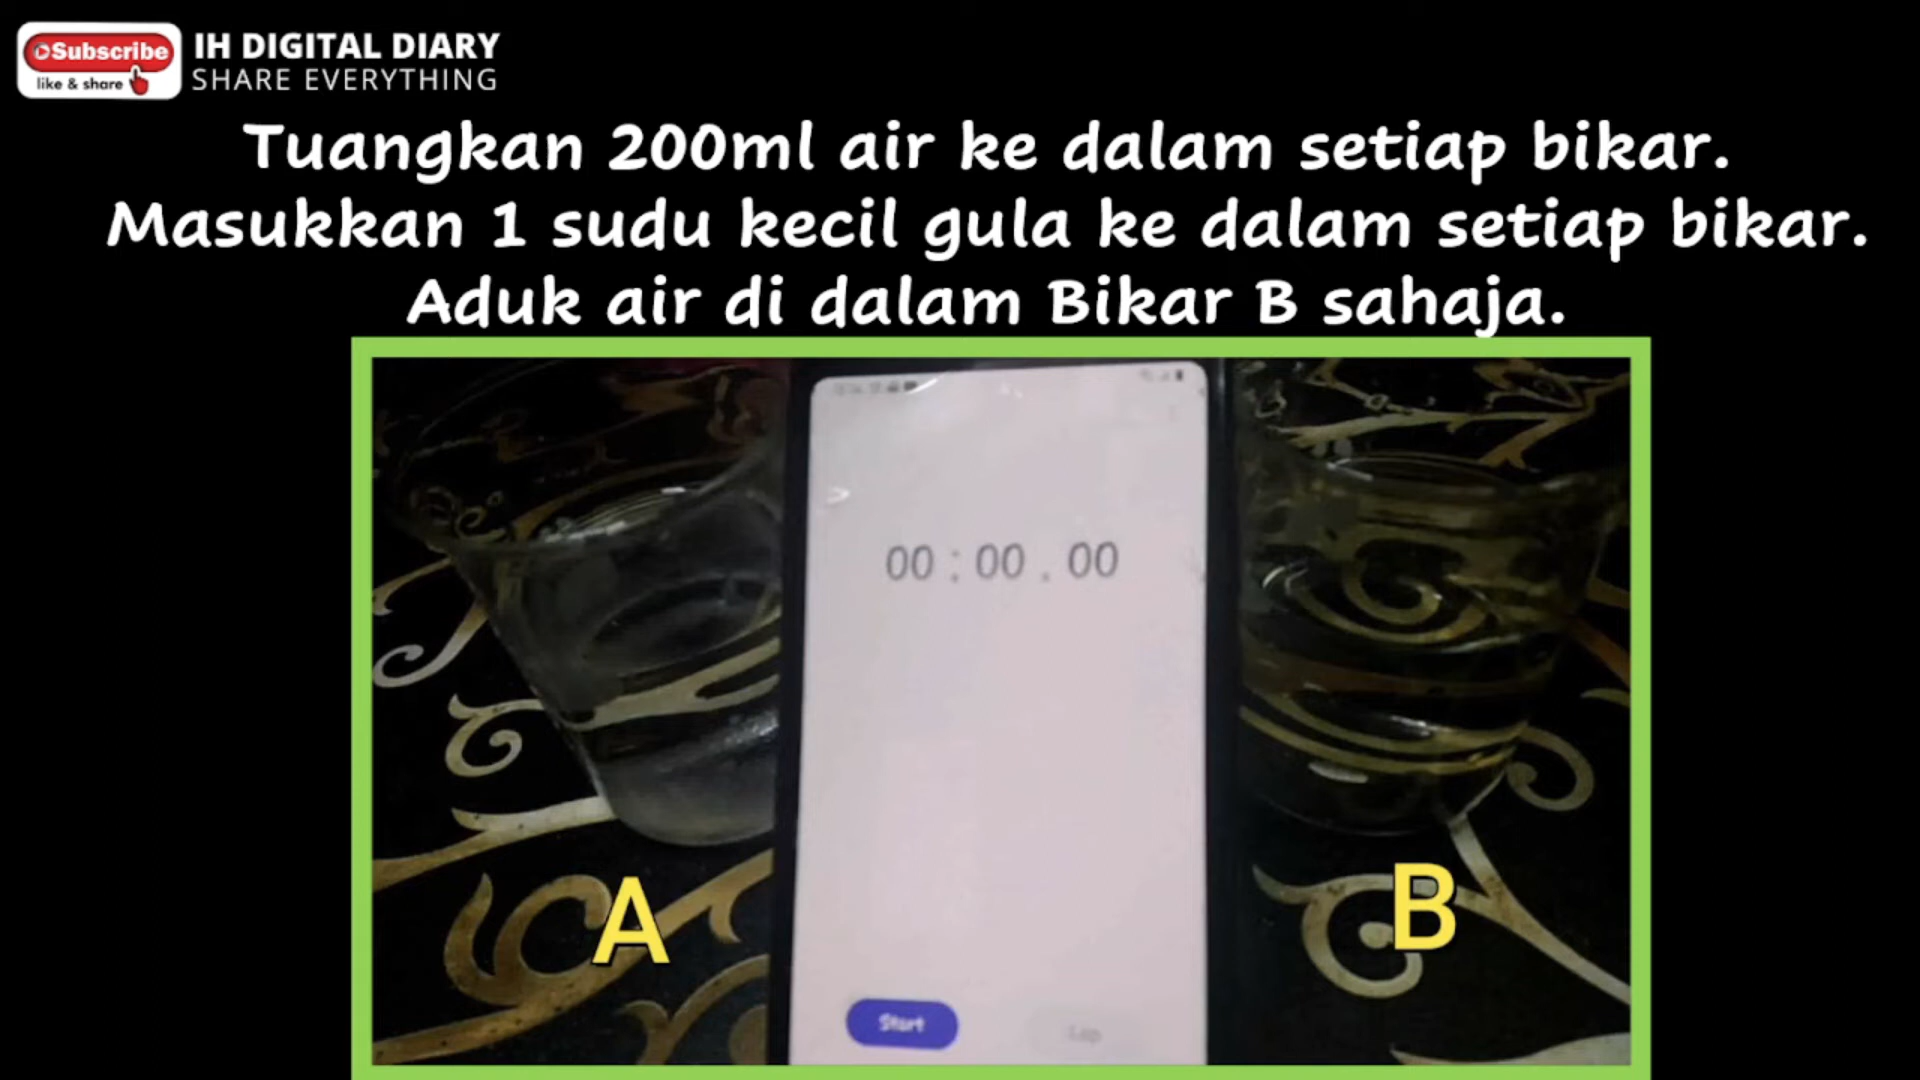 Subscribe
like & share
IH DIGITAL DIARY
SHARE EVERYTHING
Tuangkan 200ml air ke dalam setiap bikar.
Masukkan 1 sudu kecil gula ke dalam setiap bikar.
Aduk air di dalam Bikar B sahaja.
00 : 00 . 00
A
B
Start
Lap